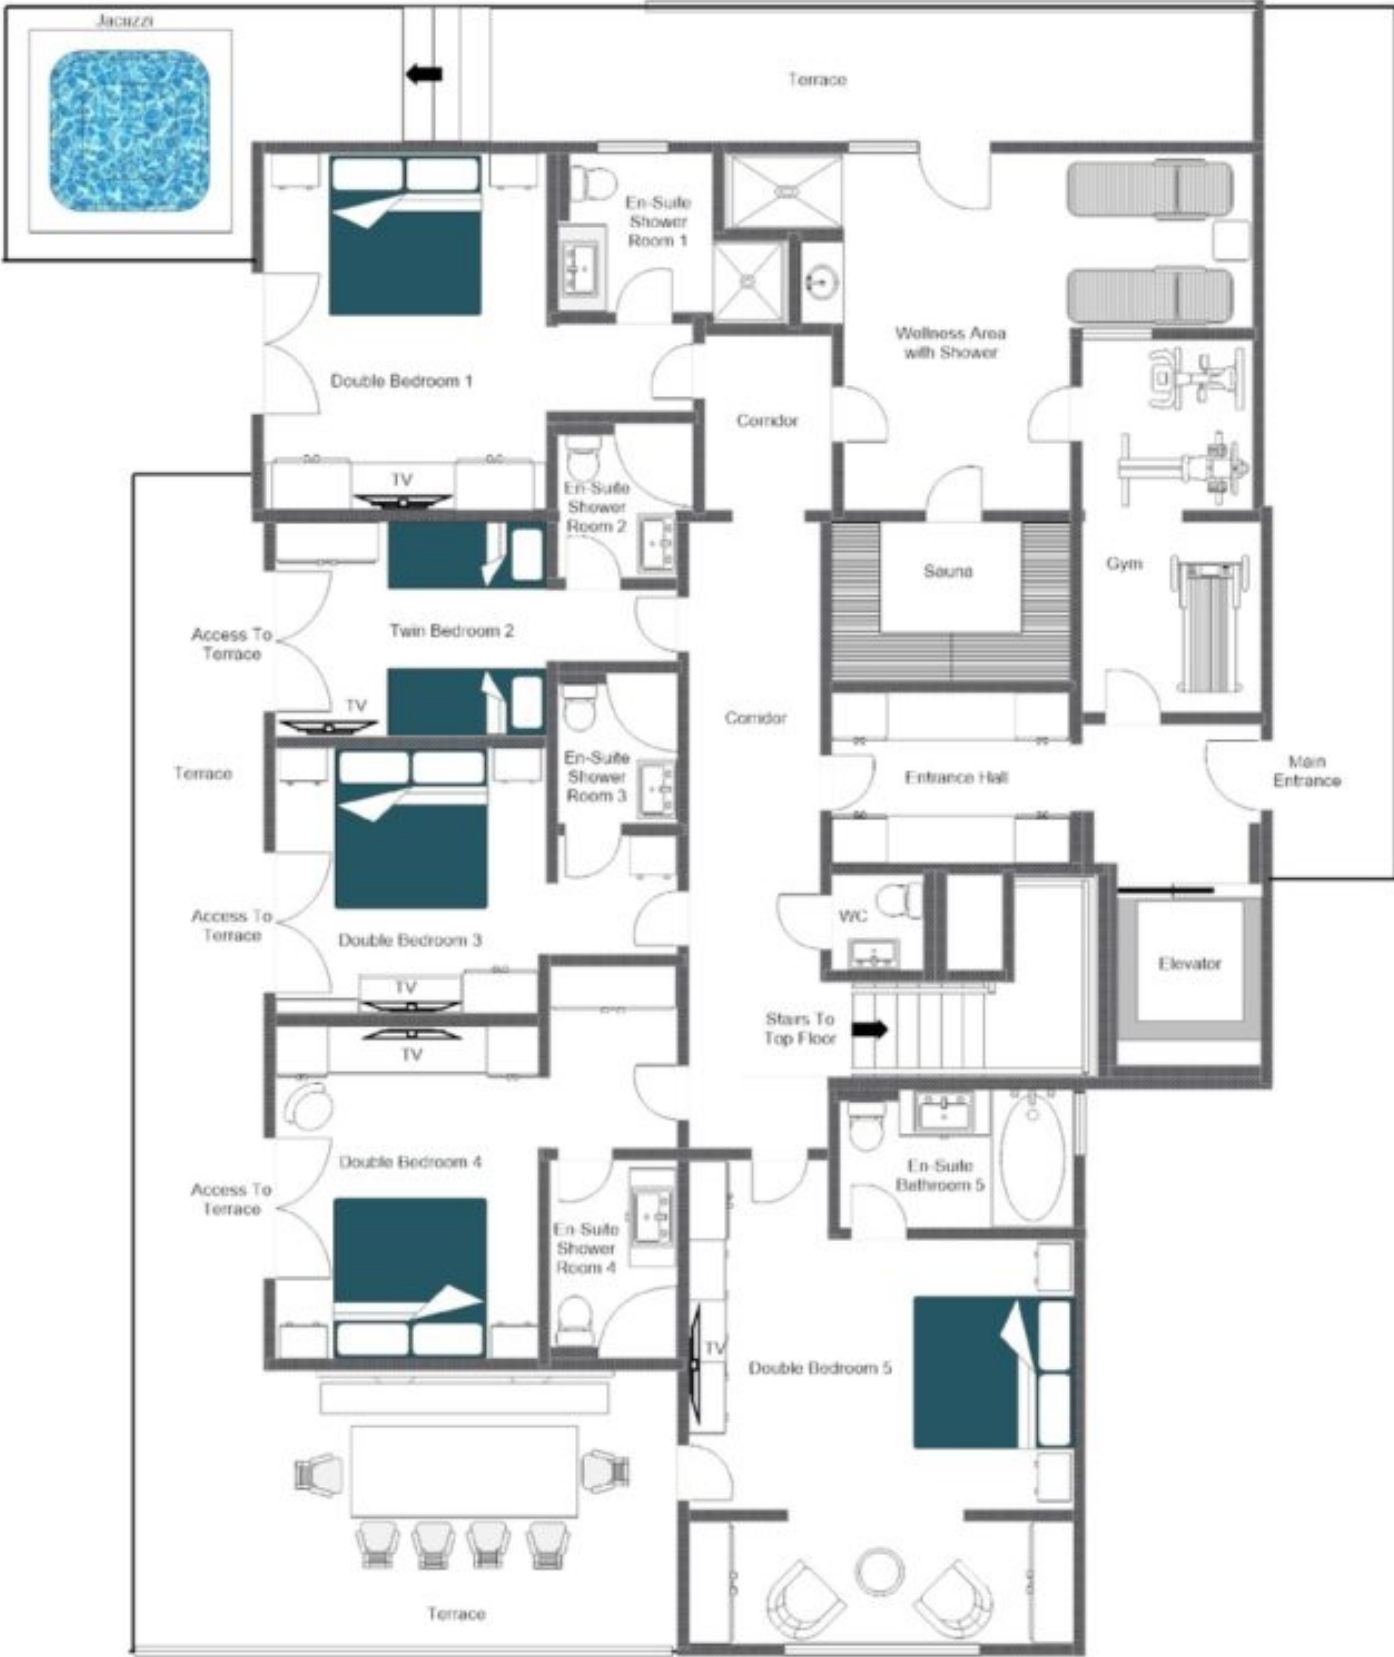 Jacuzzi
Terrace
En-Suite
Shower
Room 1
Wellness Area
with Shower
Double Bedroom 1
Corridor
TV
En-Suite
Shower
Room 2
Sauna
Gym
Access To
Terrace
Twin Bedroom 2
TV
Corridor
Terrace
En-Suite
Shower
Room 3
Entrance Hall
Main
Entrance
Access To
Terrace
Double Bedroom 3
WC
Elevator
TV
Stairs To
Top Floor
TV
Double Bedroom 4
Access To
Terrace
En-Suite
Bathroom 5
En-Suite
Shower
Room 4
TV
Double Bedroom 5
Terrace